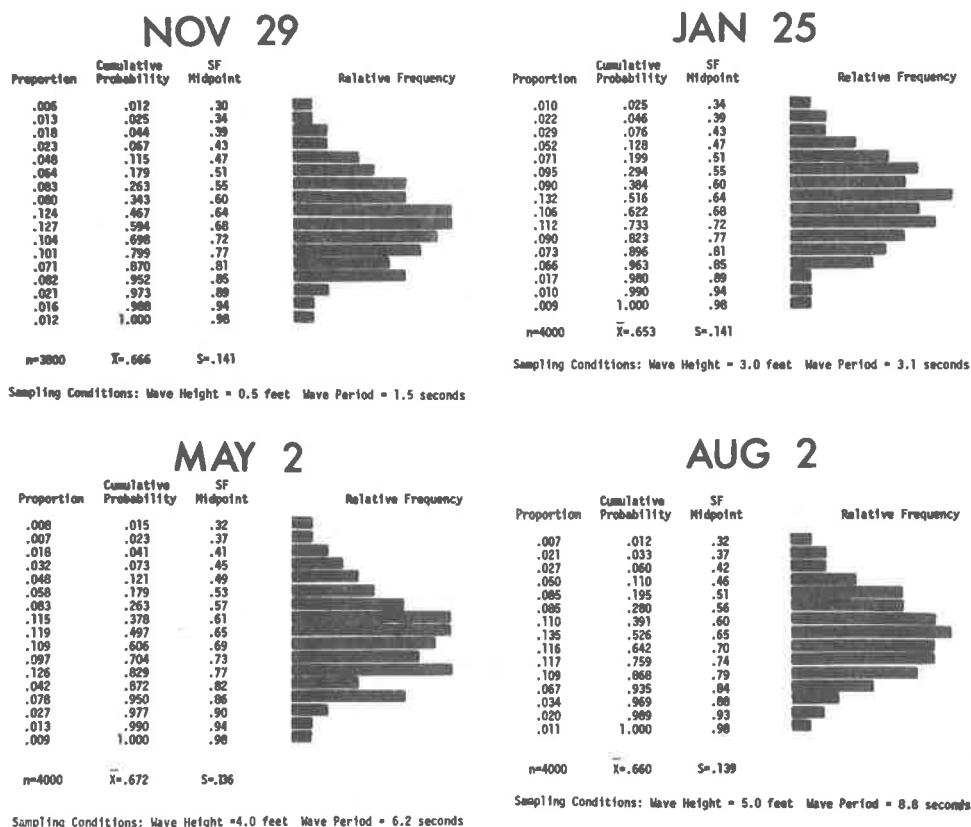 NOV 29
Proportion Cumulative Probability SF Midpoint Relative Frequency
.006 .012 .30
.013 .025 .34
.018 .044 .39
.023 .067 .43
.048 .115 .47
.064 .179 .51
.083 .263 .55
.080 .343 .60
.124 .467 .64
.127 .594 .68
.104 .698 .72
.101 .799 .77
.071 .870 .81
.082 .952 .85
.021 .973 .89
.016 .988 .94
.012 1.000 .98
n=3800 X̄=.666 S=.141
Sampling Conditions: Wave Height = 0.5 feet Wave Period = 1.5 seconds
JAN 25
Proportion Cumulative Probability SF Midpoint Relative Frequency
.010 .025 .34
.022 .046 .39
.029 .076 .43
.052 .128 .47
.071 .199 .51
.095 .294 .55
.090 .384 .60
.132 .516 .64
.106 .622 .68
.112 .733 .72
.090 .823 .77
.073 .896 .81
.066 .963 .85
.017 .980 .89
.010 .990 .94
.009 1.000 .98
n=4000 X̄=.653 S=.141
Sampling Conditions: Wave Height = 3.0 feet Wave Period = 3.1 seconds
MAY 2
Proportion Cumulative Probability SF Midpoint Relative Frequency
.008 .015 .32
.007 .023 .37
.018 .041 .41
.032 .073 .45
.048 .121 .49
.058 .179 .53
.083 .263 .57
.115 .378 .61
.119 .497 .65
.109 .606 .69
.097 .704 .73
.126 .829 .77
.042 .872 .82
.078 .950 .86
.027 .977 .90
.013 .990 .94
.009 1.000 .98
n=4000 X̄=.672 S=.136
Sampling Conditions: Wave Height =4.0 feet Wave Period = 6.2 seconds
AUG 2
Proportion Cumulative Probability SF Midpoint Relative Frequency
.007 .012 .32
.021 .033 .37
.027 .060 .42
.050 .110 .46
.085 .195 .51
.085 .280 .56
.110 .391 .60
.135 .526 .65
.116 .642 .70
.117 .759 .74
.109 .868 .79
.067 .935 .84
.034 .969 .88
.020 .989 .93
.011 1.000 .98
n=4000 X̄=.660 S=.139
Sampling Conditions: Wave Height = 5.0 feet Wave Period = 8.8 seconds